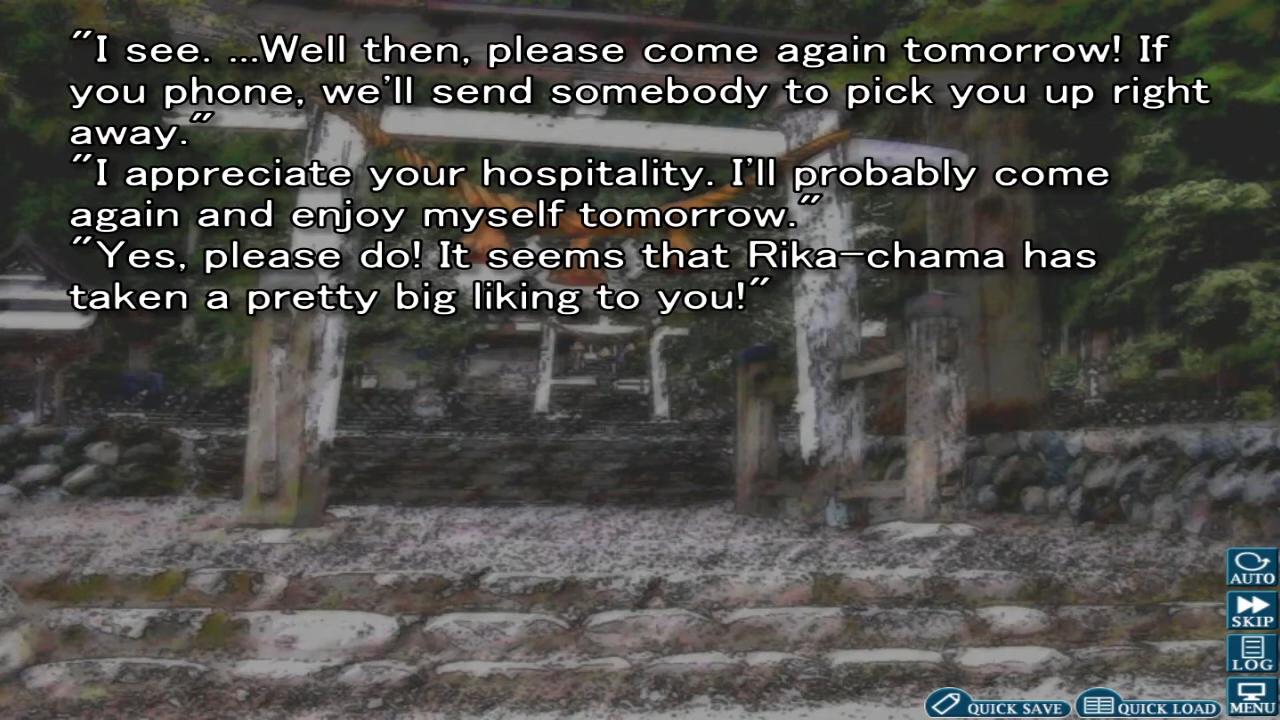 "I see. ...Well then, please come again tomorrow! If
you phone, we'll send somebody to pick you up right
away."
"I appreciate your hospitality. I'll probably come
again and enjoy myself tomorrow."
"Yes, please do! It seems that Rika-chama has
taken a pretty big liking to you!"
AUTO
SKIP
LOG
MENU
QUICK SAVE
QUICK LOAD